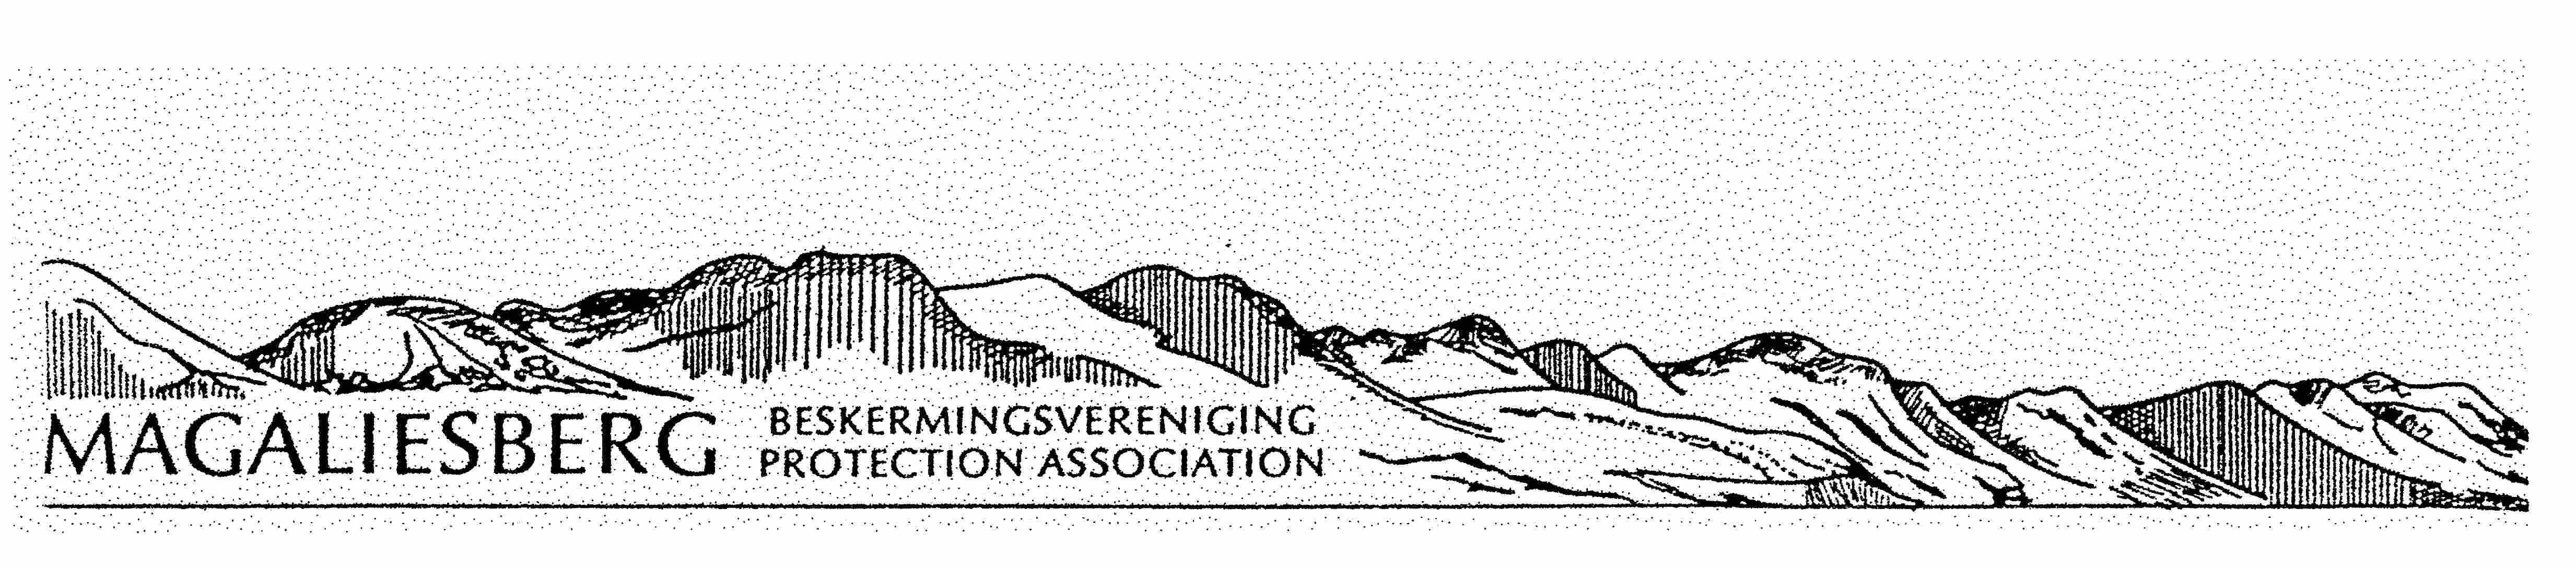 MAGALIESBERG
BESKERMINGSVERENIGING
PROTECTION ASSOCIATION